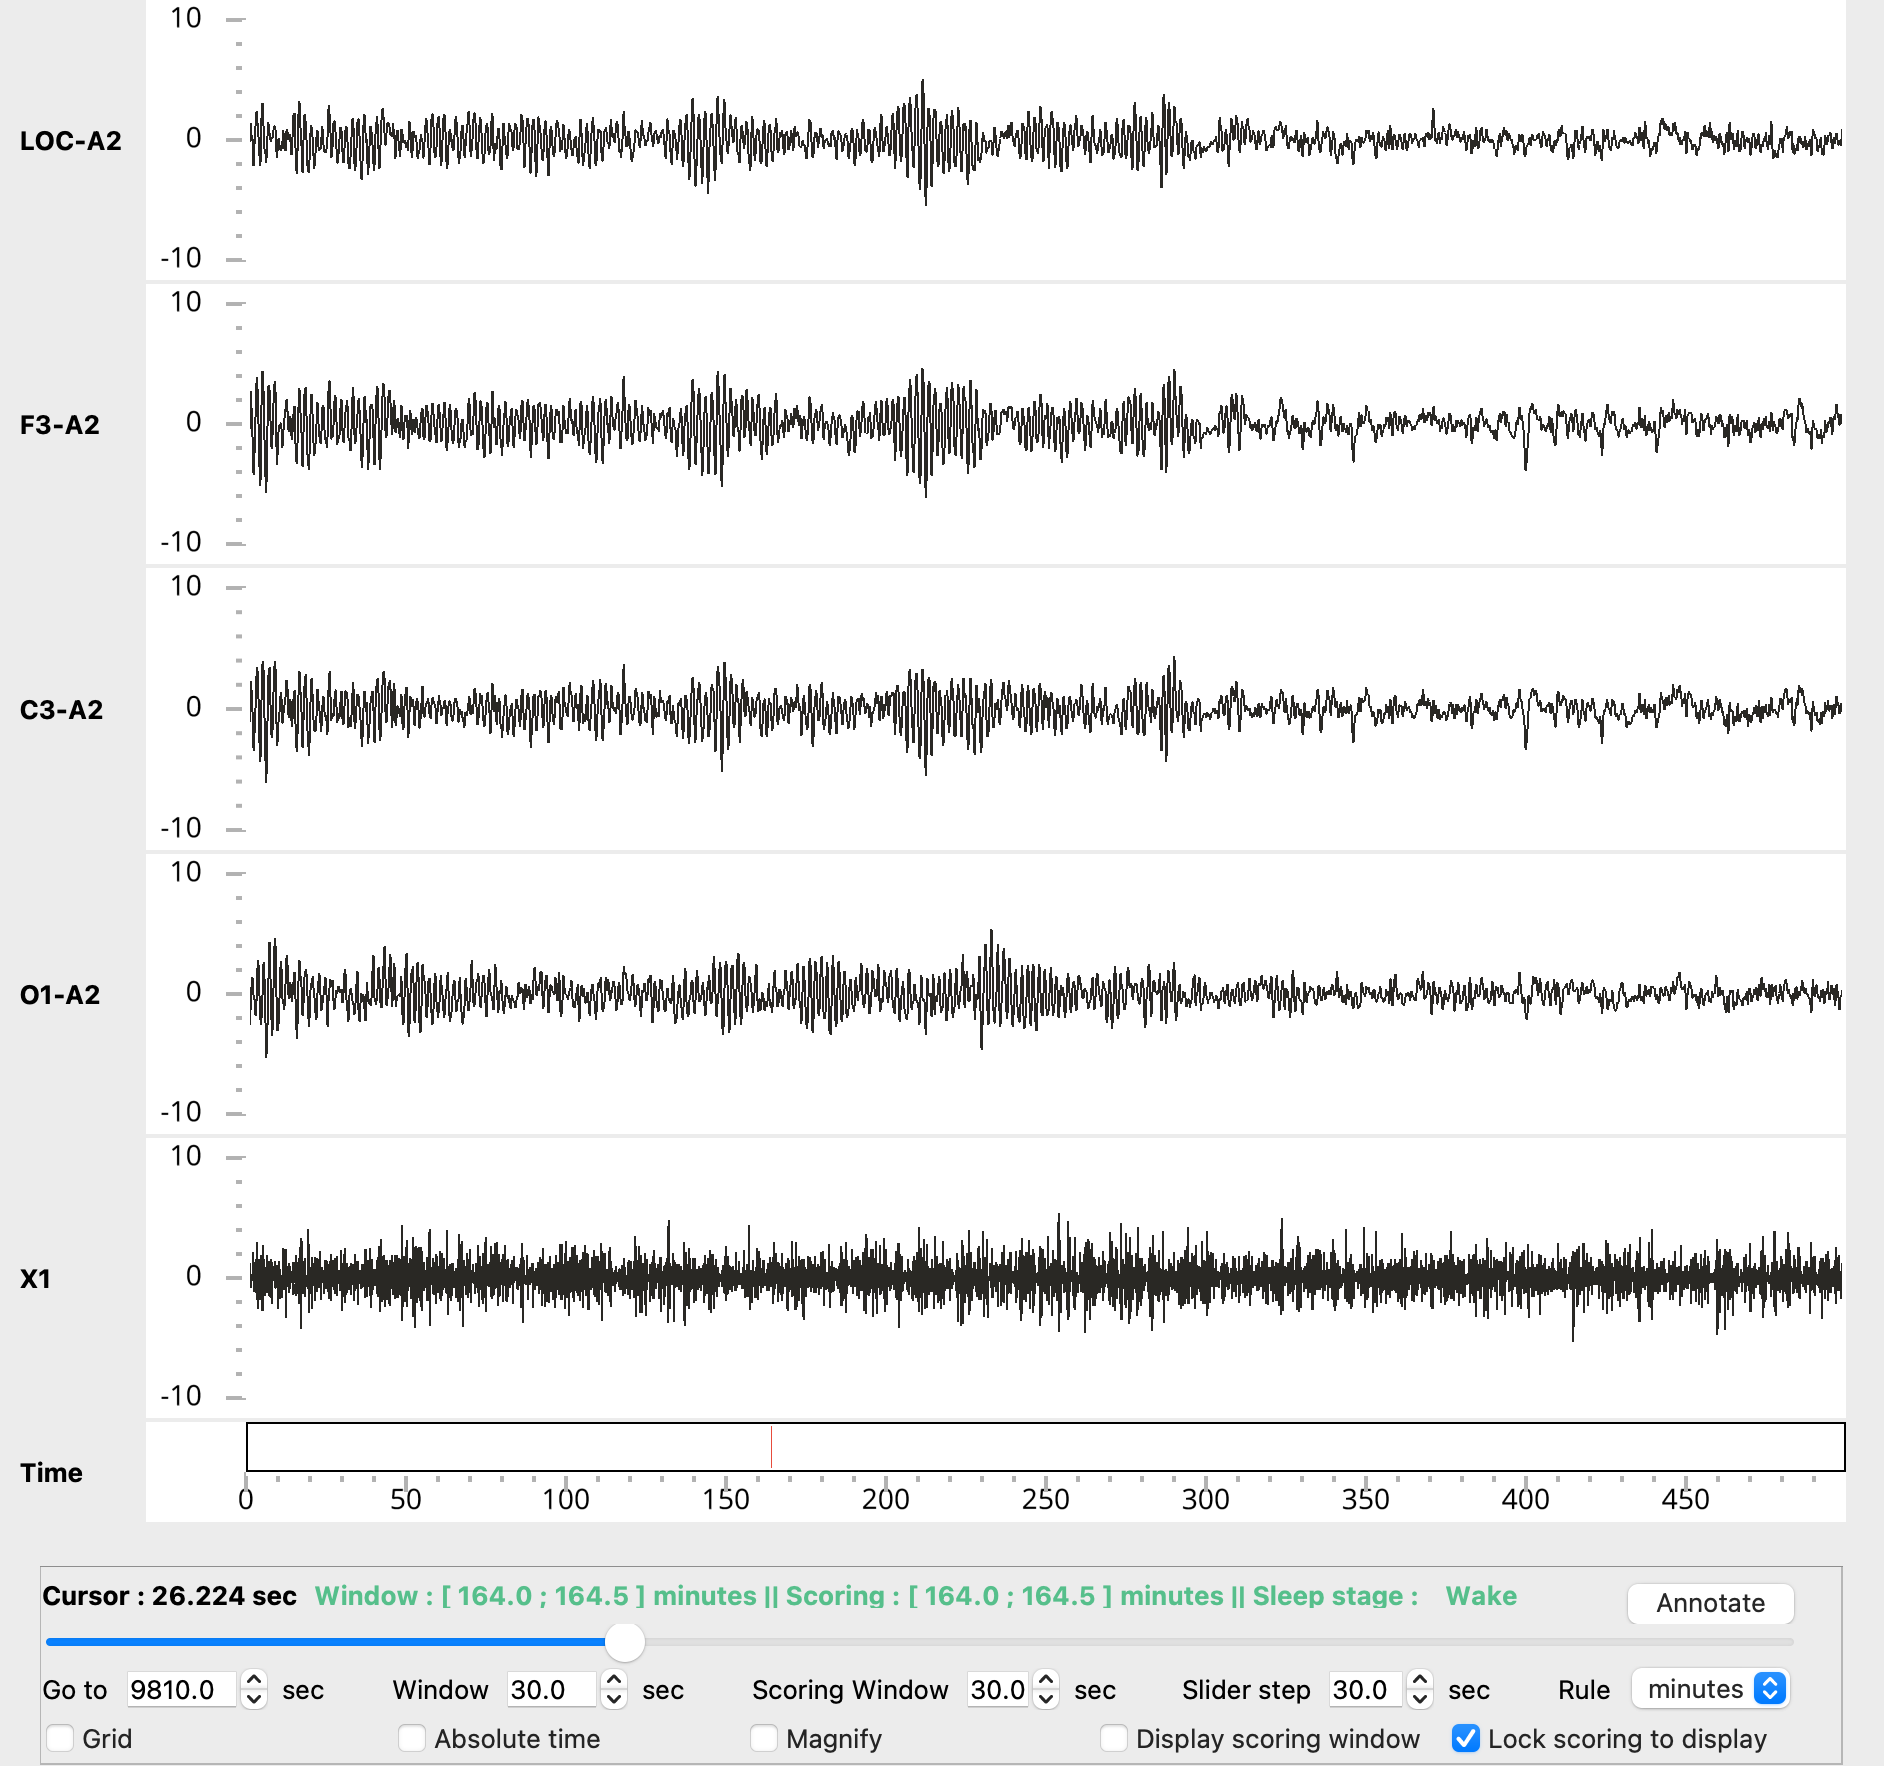 10
LOC-A2 0
-10
10
F3-A2 0
-10
10
C3-A2 0
-10
10
O1-A2 0
-10
10
X1 0
-10
Time
0 50 100 150 200 250 300 350 400 450
Cursor : 26.224 sec Window : [ 164.0 ; 164.5 ] minutes || Scoring : [ 164.0 ; 164.5 ] minutes || Sleep stage : Wake Annotate
Go to 9810.0 sec Window 30.0 sec Scoring Window 30.0 sec Slider step 30.0 sec Rule minutes
Grid Absolute time Magnify Display scoring window Lock scoring to display